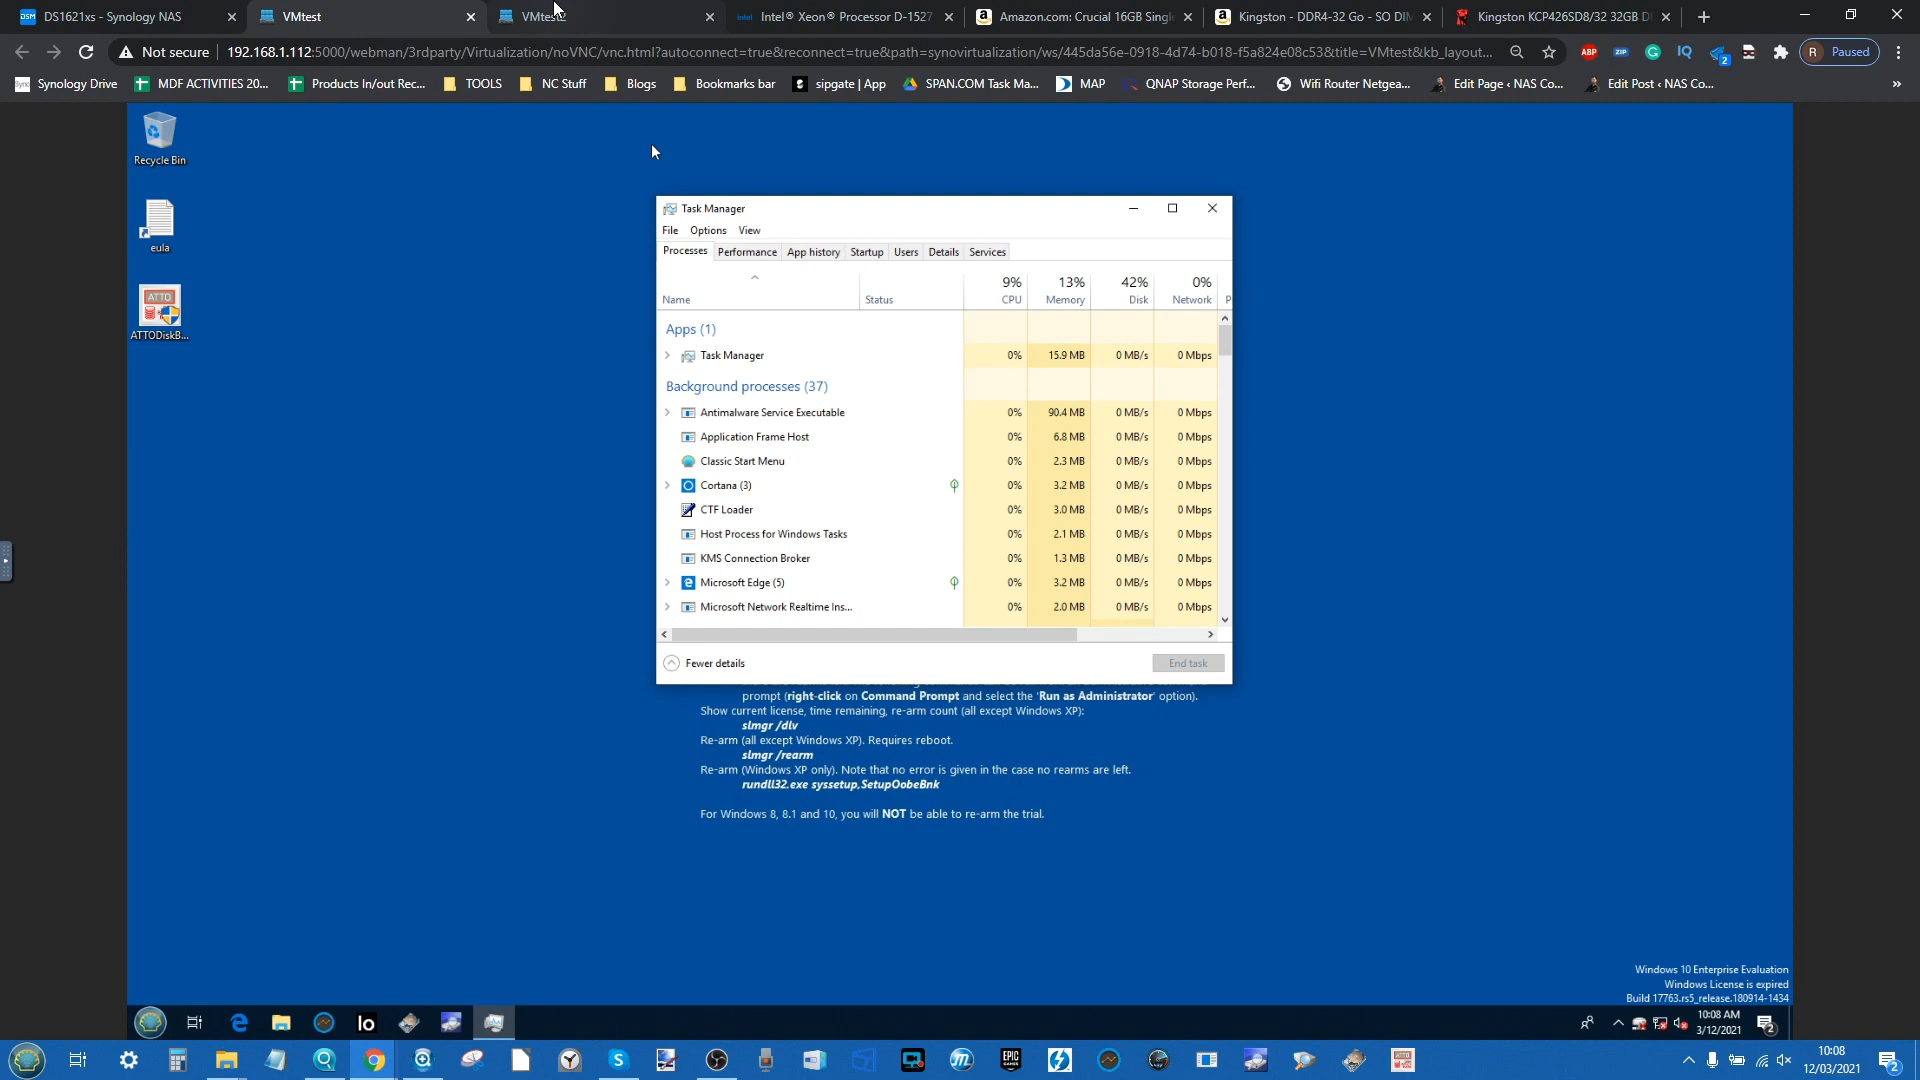 DS1621xs - Synology NAS
VMtest
Intel® Xeon® Processor D-1527
Amazon.com: Crucial 16GB Singl
Kingston - DDR4-32 Go - SO DIM
Kingston KCP426SD8/32 32GB D
Not secure
192.168.1.112:5000/webman/3rdparty/Virtualization/noVNC/vnc.html?autoconnect=true&reconnect=true&path=synovirtualization/ws/445da56e-0918-4d74-b018-f5a824e08c53&title=VMtest&kb_layout...
ABP
ZIP
IQ
2
R Paused
Synology Drive
MDF ACTIVITIES 20...
Products In/out Rec...
TOOLS
NC Stuff
Blogs
Bookmarks bar
sipgate | App
SPAN.COM Task Ma...
MAP
QNAP Storage Perf...
Wifi Router Netgea...
Edit Page ‹ NAS Co...
Edit Post ‹ NAS Co...
»
Recycle Bin
eula
ATTO
ATTODiskB...
Task Manager
File Options View
Processes Performance App history Startup Users Details Services
9% 13% 42% 0%
Name Status CPU Memory Disk Network P
Apps (1)
Task Manager 0% 15.9 MB 0 MB/s 0 Mbps
Background processes (37)
Antimalware Service Executable 0% 90.4 MB 0 MB/s 0 Mbps
Application Frame Host 0% 6.8 MB 0 MB/s 0 Mbps
Classic Start Menu 0% 2.3 MB 0 MB/s 0 Mbps
Cortana (3) 0% 3.2 MB 0 MB/s 0 Mbps
CTF Loader 0% 3.0 MB 0 MB/s 0 Mbps
Host Process for Windows Tasks 0% 2.1 MB 0 MB/s 0 Mbps
KMS Connection Broker 0% 1.3 MB 0 MB/s 0 Mbps
Microsoft Edge (5) 0% 3.2 MB 0 MB/s 0 Mbps
Microsoft Network Realtime Ins... 0% 2.0 MB 0 MB/s 0 Mbps
Fewer details
End task
prompt (right-click on Command Prompt and select the 'Run as Administrator' option).
Show current license, time remaining, re-arm count (all except Windows XP):
slmgr /dlv
Re-arm (all except Windows XP). Requires reboot.
slmgr /rearm
Re-arm (Windows XP only). Note that no error is given in the case no rearms are left.
rundll32.exe syssetup,SetupOobeBnk
For Windows 8, 8.1 and 10, you will NOT be able to re-arm the trial.
Windows 10 Enterprise Evaluation
Windows License is expired
Build 17763.rs5_release.180914-1434
10:08 AM
3/12/2021
2
10:08
12/03/2021
2